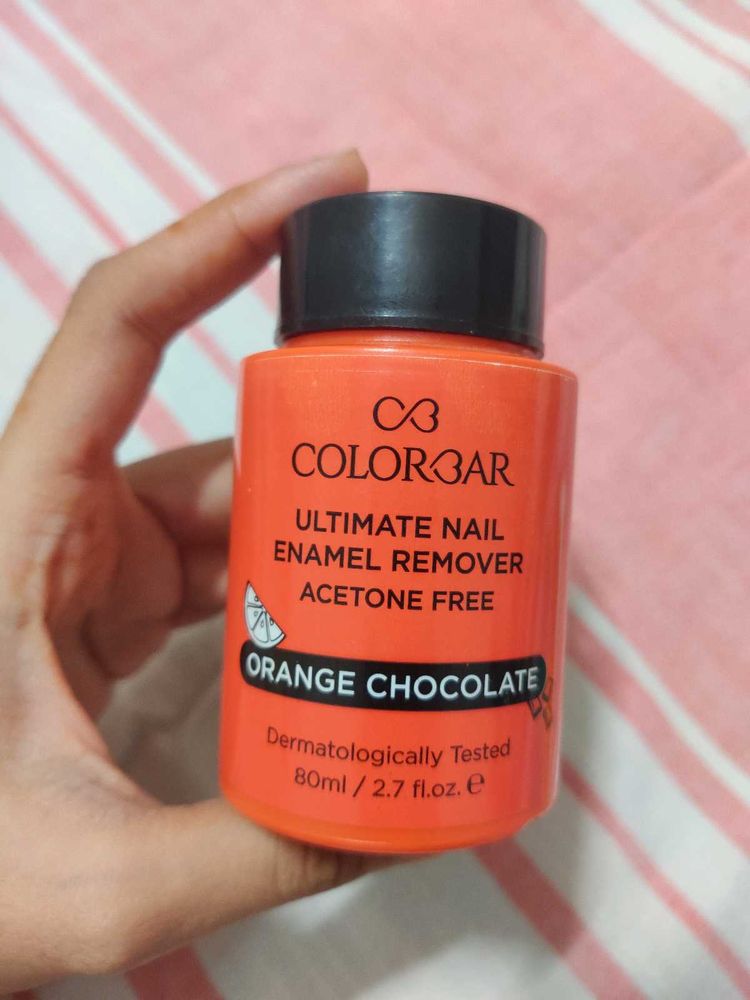 COLORBAR
ULTIMATE NAIL
ENAMEL REMOVER
ACETONE FREE
ORANGE CHOCOLATE
Dermatologically Tested
80ml / 2.7 fl.oz. ℮